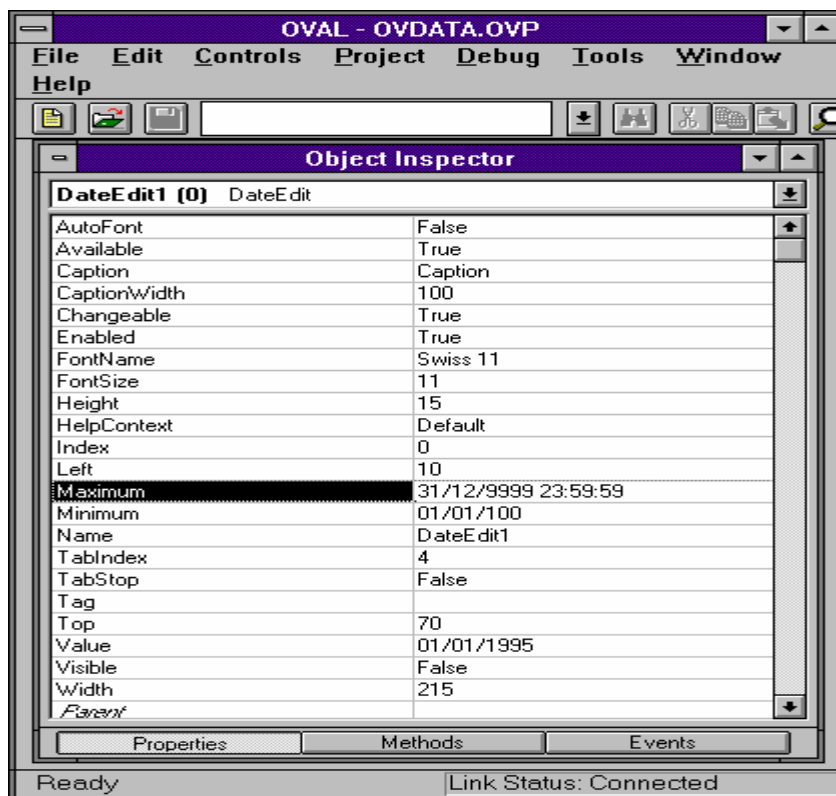 OVAL - OVDATA.OVP
File Edit Controls Project Debug Tools Window
Help
Object Inspector
DateEdit1 (0) DateEdit
AutoFont False
Available True
Caption Caption
CaptionWidth 100
Changeable True
Enabled True
FontName Swiss 11
FontSize 11
Height 15
HelpContext Default
Index 0
Left 10
Maximum 31/12/9999 23:59:59
Minimum 01/01/100
Name DateEdit1
TabIndex 4
TabStop False
Tag
Top 70
Value 01/01/1995
Visible False
Width 215
Parent
Properties Methods Events
Ready Link Status: Connected